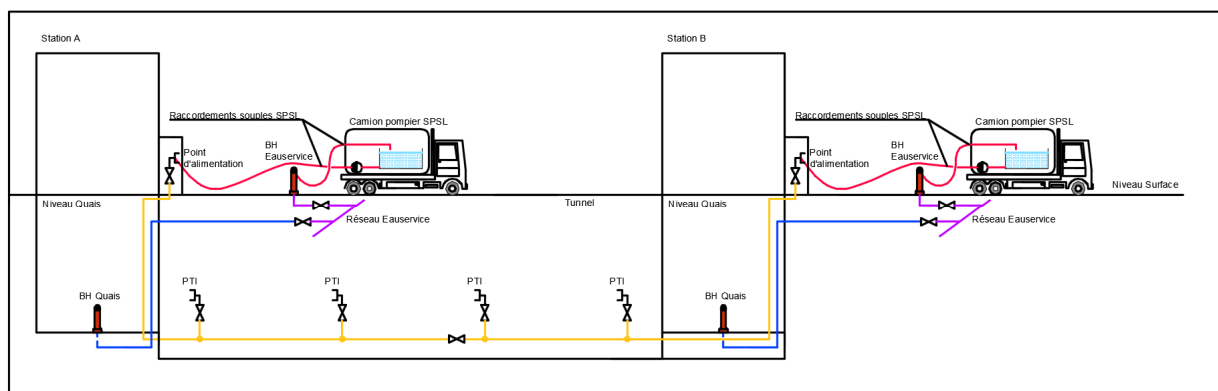 Station A
Station B
Raccordements souples SPSL
Camion pompier SPSL
Raccordements souples SPSL
Camion pompier SPSL
Point
d'alimentation
BH
Eauservice
Point
d'alimentation
BH
Eauservice
Niveau Surface
Niveau Quais
Tunnel
Niveau Quais
Réseau Eauservice
Réseau Eauservice
PTI
PTI
PTI
PTI
BH Quais
BH Quais